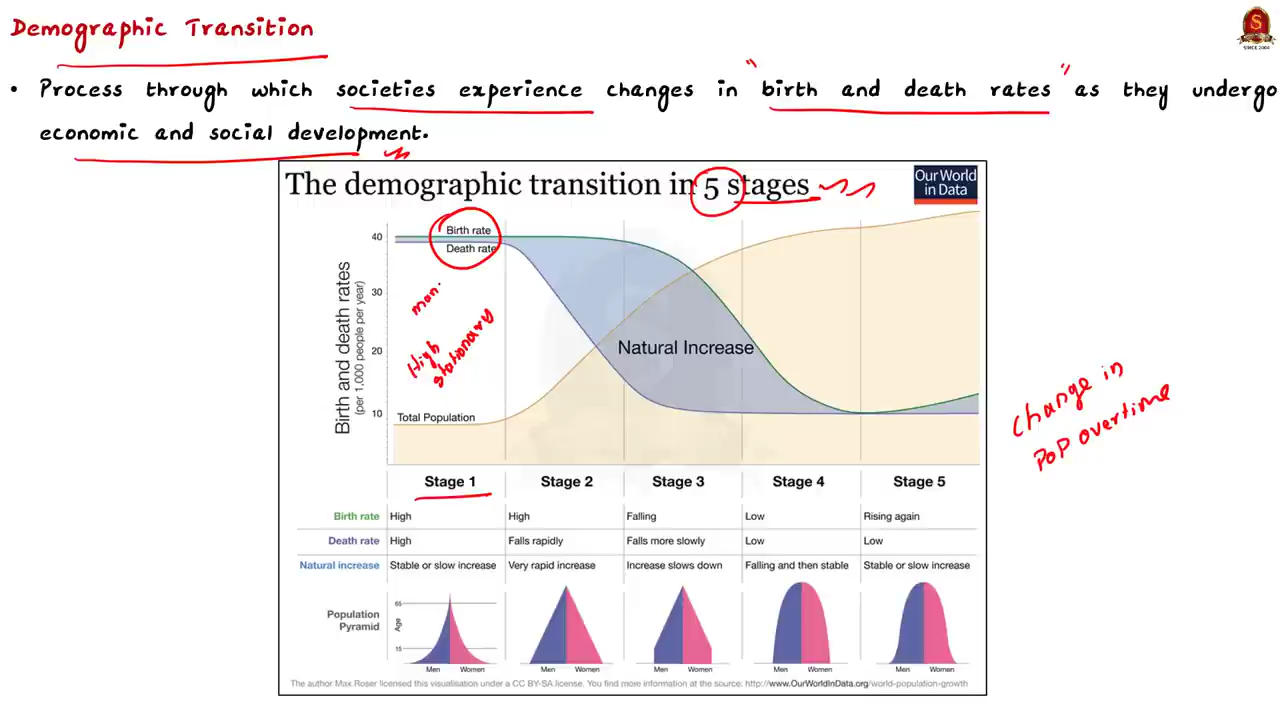 Demographic Transition
S
SINCE 2004
• Process through which societies experience changes in "birth and death rates" as they undergo
economic and social development.
The demographic transition in 5 stages
Our World
in Data
Birth and death rates
(per 1,000 people per year)
40
30
20
10
Birth rate
Death rate
man.
High
stationary
Natural Increase
Total Population
Change in
POP overtime
Stage 1 Stage 2 Stage 3 Stage 4 Stage 5
Birth rate High High Falling Low Rising again
Death rate High Falls rapidly Falls more slowly Low Low
Natural increase Stable or slow increase Very rapid increase Increase slows down Falling and then stable Stable or slow increase
Population
Pyramid
65
Age
15
Men Women Men Women Men Women Men Women Men Women
The author Max Roser licensed this visualisation under a CC BY-SA license. You find more information at the source: http://www.OurWorldInData.org/world-population-growth